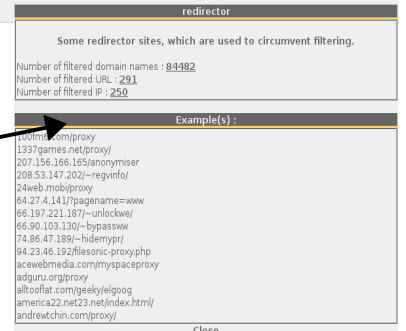 redirector
Some redirector sites, which are used to circumvent filtering.
Number of filtered domain names : 84482
Number of filtered URL : 291
Number of filtered IP : 250
Example(s) :
100fm6.com/proxy
1337games.net/proxy/
207.156.166.165/anonymiser
208.53.147.202/~regvinfo/
24web.mobi/proxy
64.27.4.141/?pagename=www
66.197.221.187/~unlockwe/
66.90.103.130/~bypassww
74.86.47.189/~hidemypr/
94.23.46.192/filesonic-proxy.php
acewebmedia.com/myspaceproxy
adguru.org/proxy
alltooflat.com/geeky/elgoog
america22.net23.net/index.html/
andrewtchin.com/proxy/
Close